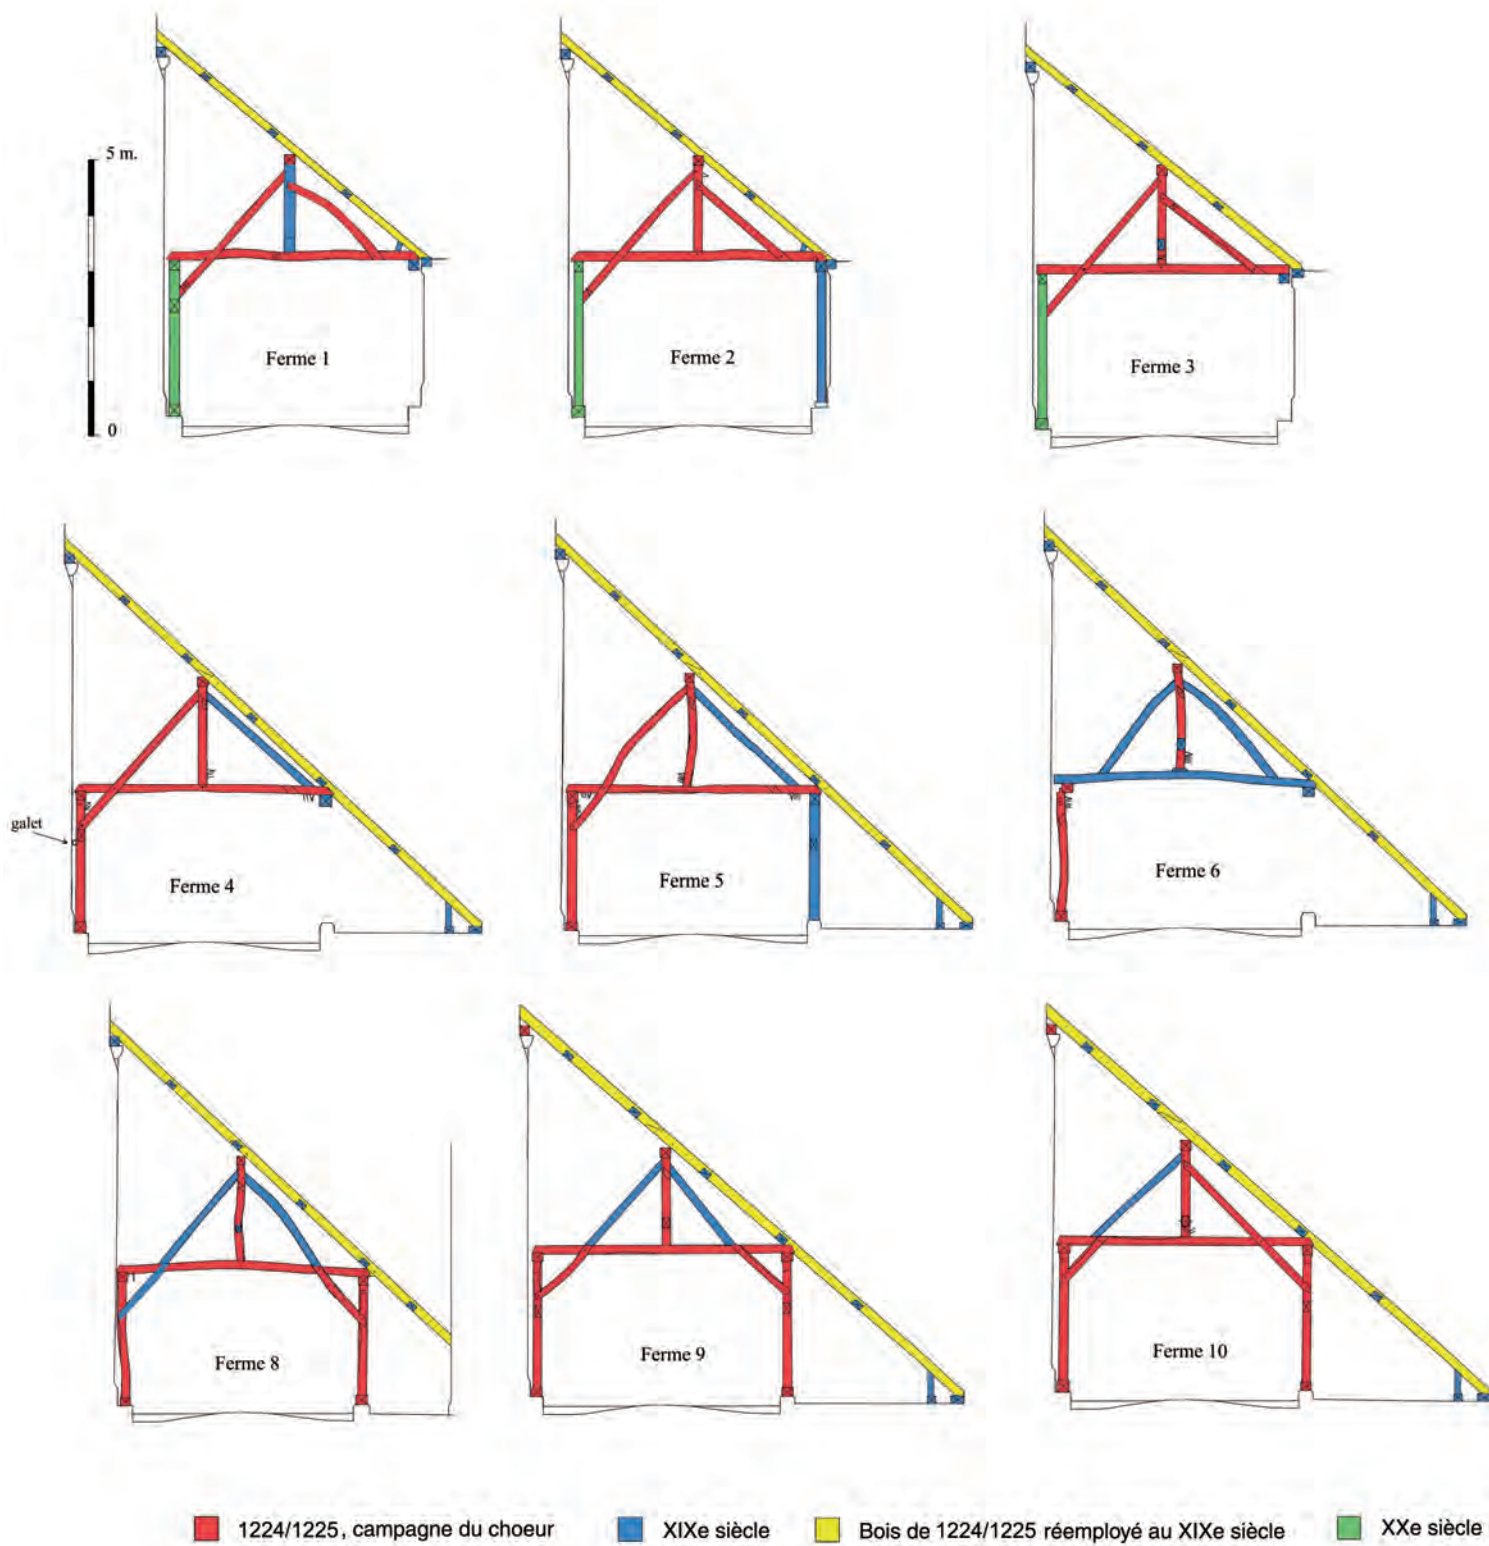 5 m.
0
Ferme 1
Ferme 2
Ferme 3
galet
Ferme 4
Ferme 5
Ferme 6
Ferme 8
Ferme 9
Ferme 10
1224/1225, campagne du choeur
XIXe siècle
Bois de 1224/1225 réemployé au XIXe siècle
XXe siècle